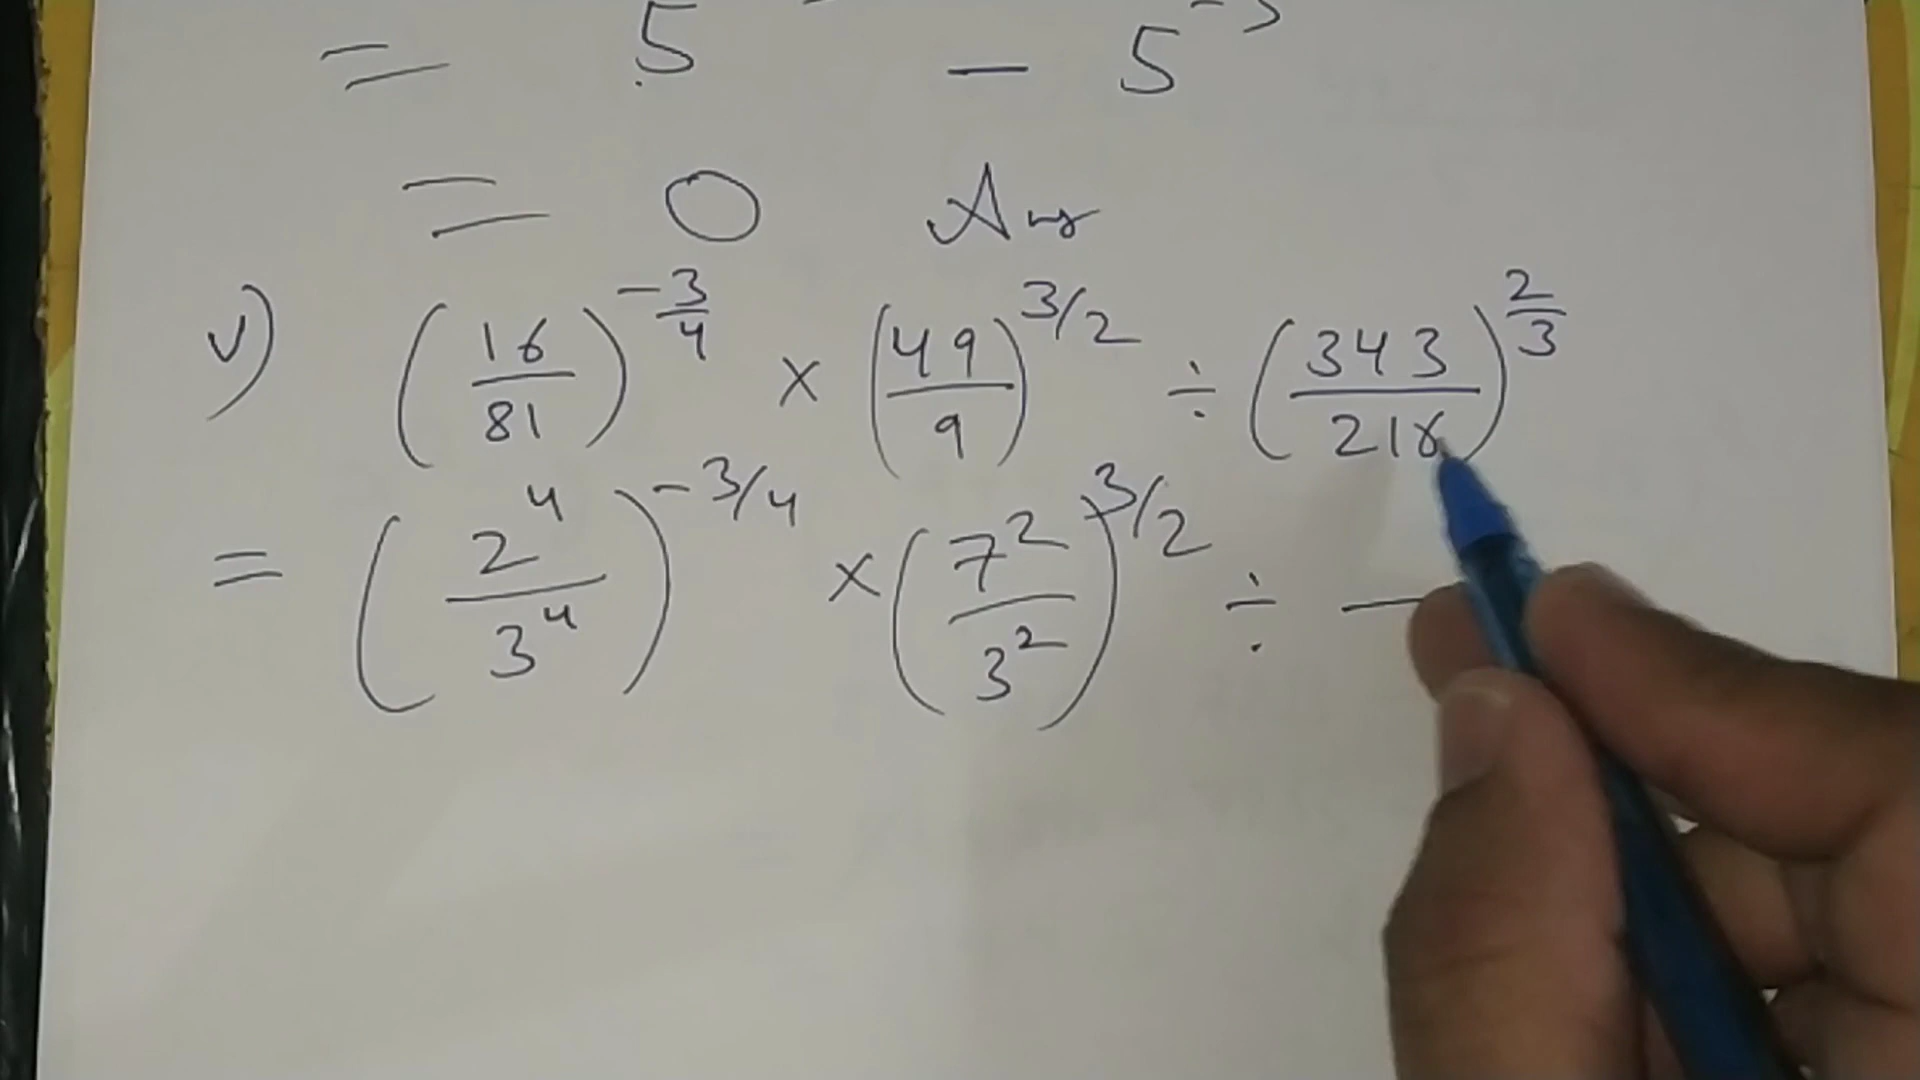 = 5 - 5
= 0 Ans
v) (16/81)^{-3/4} × (49/9)^{3/2} ÷ (343/216)^{2/3}
= (2^4/3^4)^{-3/4} × (7^2/3^2)^{3/2} ÷